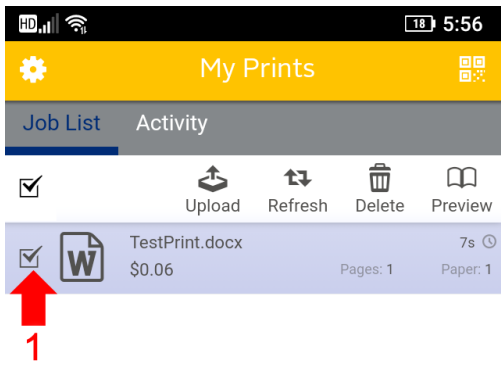 HD 18 5:56
My Prints
Job List Activity
Upload Refresh Delete Preview
W TestPrint.docx 7s
$0.06 Pages: 1 Paper: 1
1